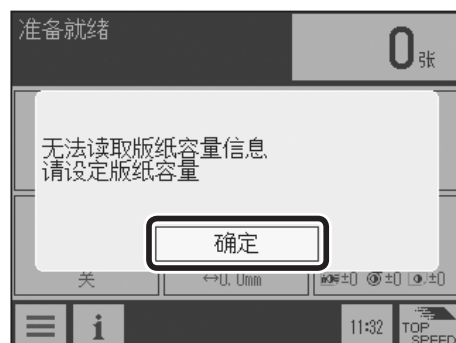 准备就绪
0张
无法读取版纸容量信息
请设定版纸容量
确定
关
↔0. 0mm
±0 ±0 ±0
i
11:32
TOP
SPEED